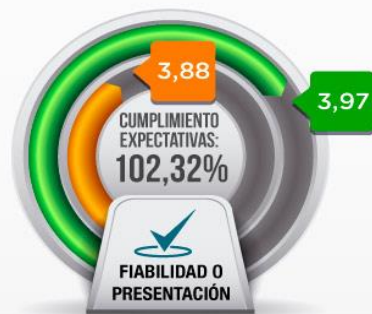 3,88
3,97
CUMPLIMIENTO
EXPECTATIVAS:
102,32%
FIABILIDAD O
PRESENTACIÓN